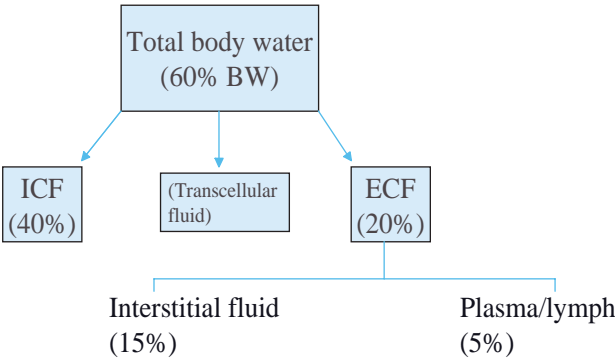 Total body water
(60% BW)
ICF
(40%)
(Transcellular
fluid)
ECF
(20%)
Interstitial fluid
(15%)
Plasma/lymph
(5%)